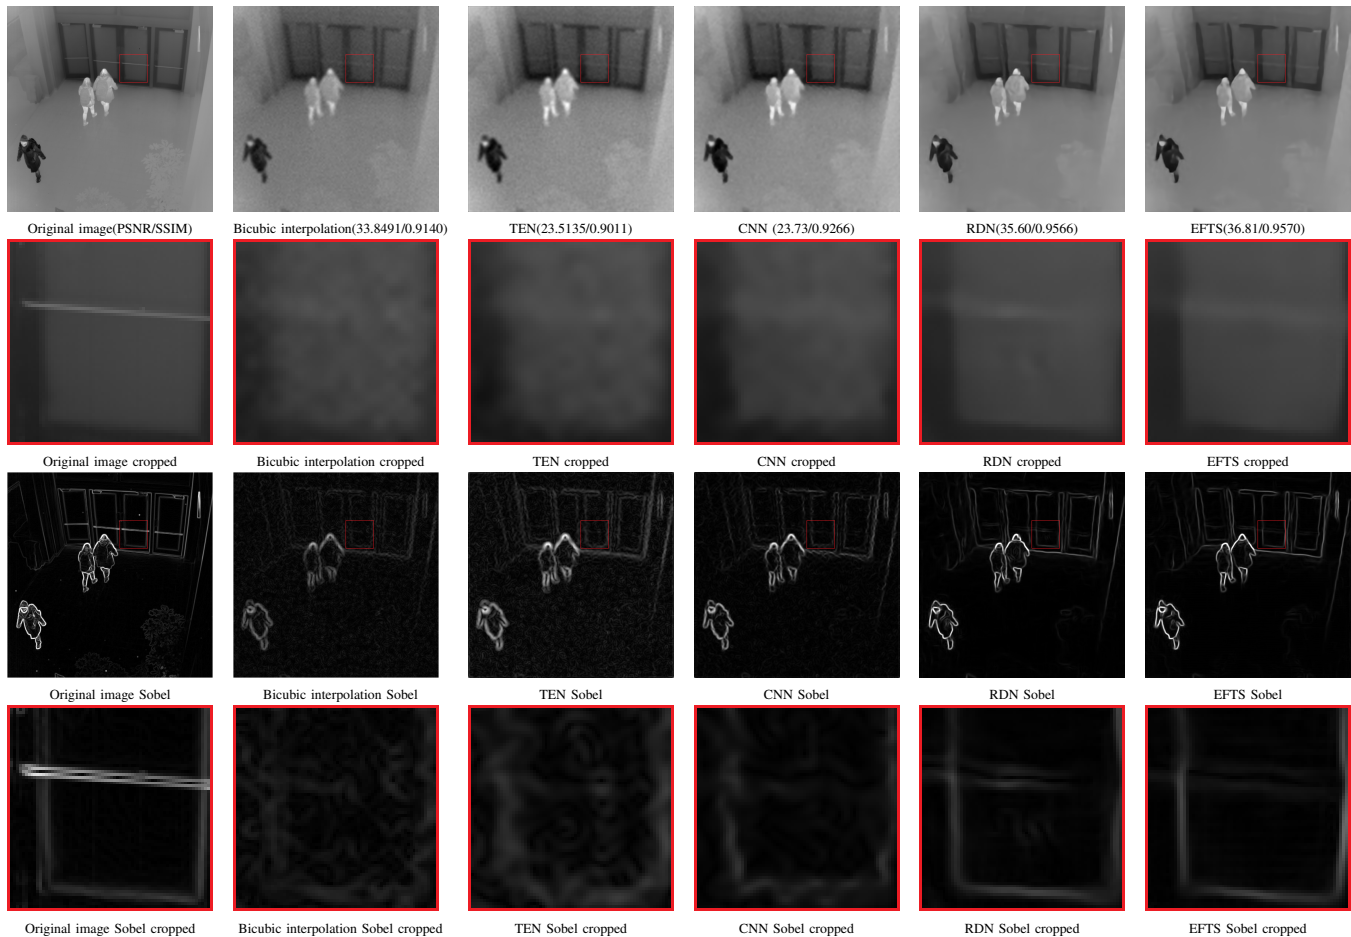 Original image(PSNR/SSIM) Bicubic interpolation(33.8491/0.9140) TEN(23.5135/0.9011) CNN (23.73/0.9266) RDN(35.60/0.9566) EFTS(36.81/0.9570)
Original image cropped Bicubic interpolation cropped TEN cropped CNN cropped RDN cropped EFTS cropped
Original image Sobel Bicubic interpolation Sobel TEN Sobel CNN Sobel RDN Sobel EFTS Sobel
Original image Sobel cropped Bicubic interpolation Sobel cropped TEN Sobel cropped CNN Sobel cropped RDN Sobel cropped EFTS Sobel cropped